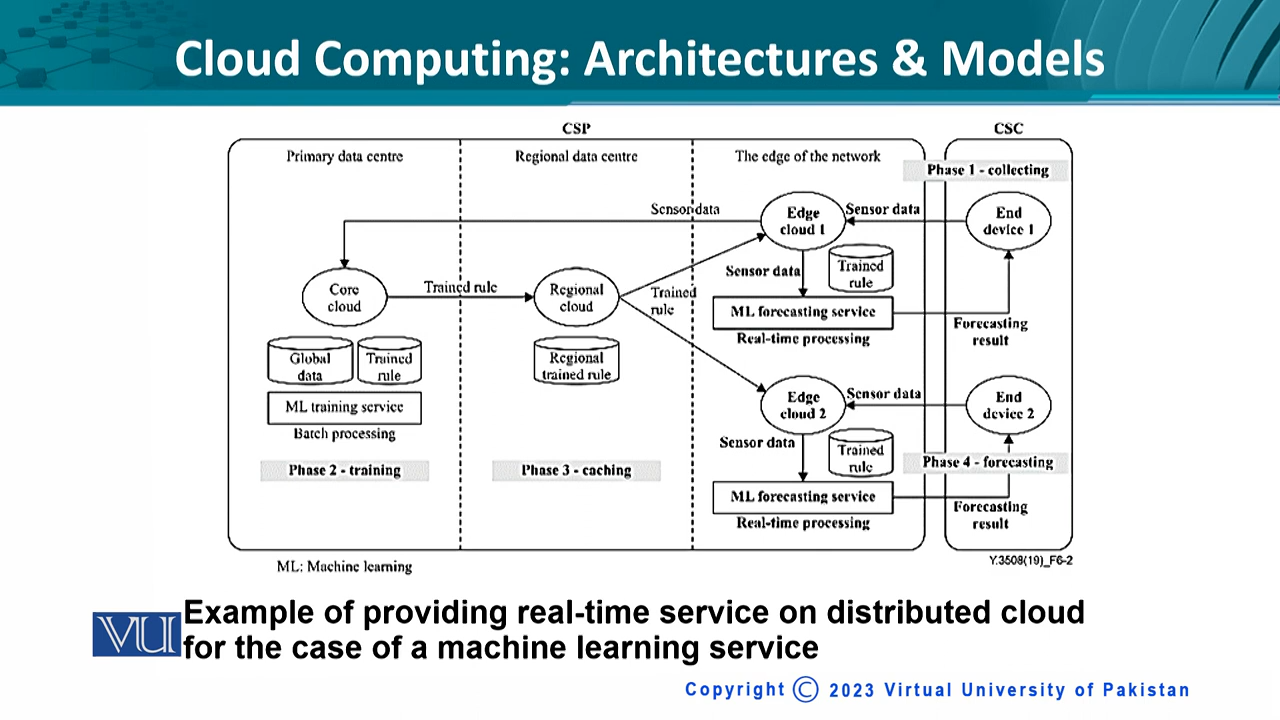 Cloud Computing: Architectures & Models
CSP
CSC
Primary data centre
Regional data centre
The edge of the network
Phase 1 - collecting
Sensor data
Edge
cloud 1
Sensor data
End
device 1
Core
cloud
Trained rule
Regional
cloud
Trained
rule
Sensor data
Trained
rule
ML forecasting service
Real-time processing
Forecasting
result
Global
data
Trained
rule
Regional
trained rule
ML training service
Batch processing
Edge
cloud 2
Sensor data
End
device 2
Sensor data
Trained
rule
Phase 2 - training
Phase 3 - caching
Phase 4 - forecasting
ML forecasting service
Real-time processing
Forecasting
result
ML: Machine learning
Y.3508(19)_F6-2
VU
Example of providing real-time service on distributed cloud
for the case of a machine learning service
Copyright © 2023 Virtual University of Pakistan